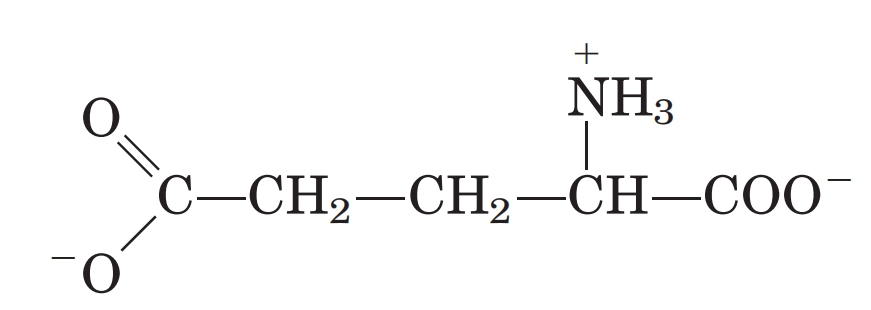 +
NH₃
O
C—CH₂—CH₂—CH—COO⁻
⁻O